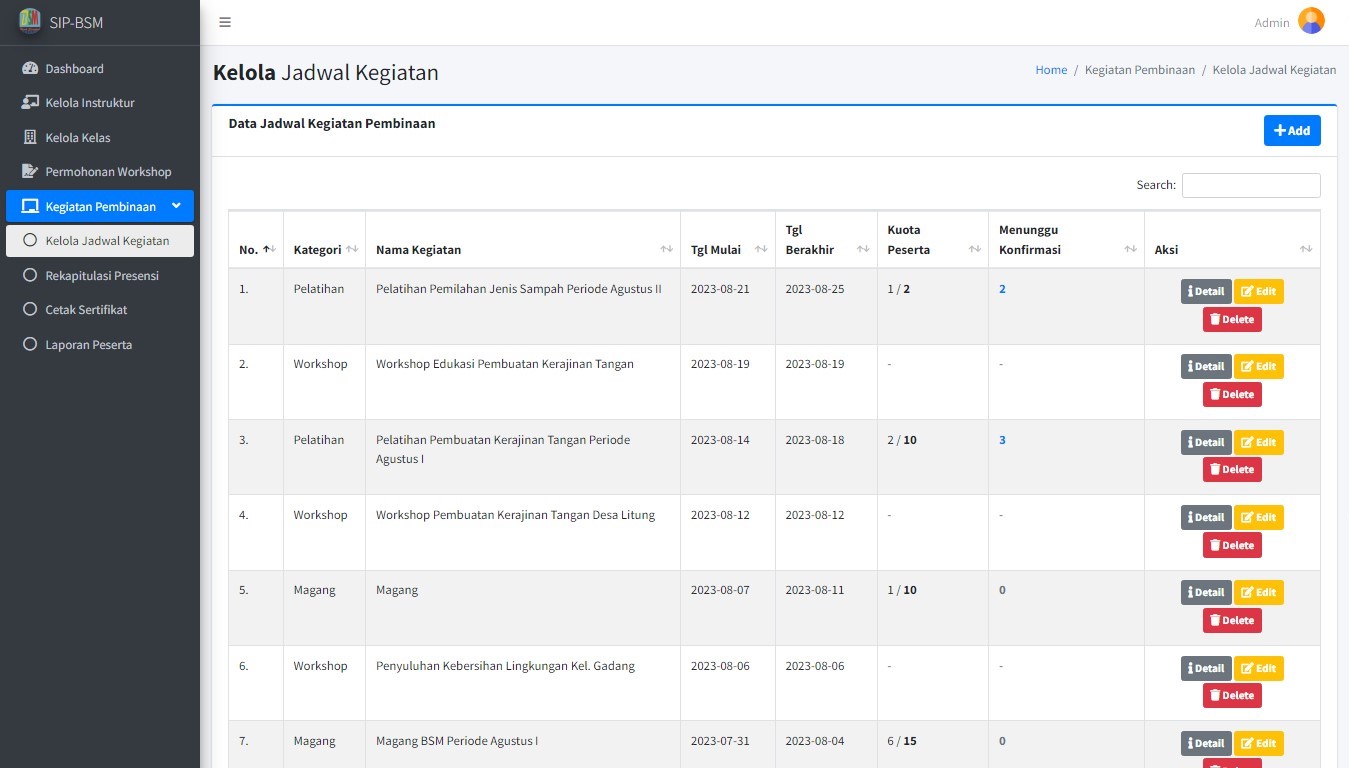 SIP-BSM
Admin
Dashboard
Kelola Instruktur
Kelola Kelas
Permohonan Workshop
Kegiatan Pembinaan
Kelola Jadwal Kegiatan
Rekapitulasi Presensi
Cetak Sertifikat
Laporan Peserta
Kelola Jadwal Kegiatan
Home / Kegiatan Pembinaan / Kelola Jadwal Kegiatan
Data Jadwal Kegiatan Pembinaan
Add
Search:
No. Kategori Nama Kegiatan Tgl Mulai Tgl Berakhir Kuota Peserta Menunggu Konfirmasi Aksi
1. Pelatihan Pelatihan Pemilahan Jenis Sampah Periode Agustus II 2023-08-21 2023-08-25 1 / 2 2 Detail Edit
Delete
2. Workshop Workshop Edukasi Pembuatan Kerajinan Tangan 2023-08-19 2023-08-19 - - Detail Edit
Delete
3. Pelatihan Pelatihan Pembuatan Kerajinan Tangan Periode 2023-08-14 2023-08-18 2 / 10 3 Detail Edit
Agustus I Delete
4. Workshop Workshop Pembuatan Kerajinan Tangan Desa Litung 2023-08-12 2023-08-12 - - Detail Edit
Delete
5. Magang Magang 2023-08-07 2023-08-11 1 / 10 0 Detail Edit
Delete
6. Workshop Penyuluhan Kebersihan Lingkungan Kel. Gadang 2023-08-06 2023-08-06 - - Detail Edit
Delete
7. Magang Magang BSM Periode Agustus I 2023-07-31 2023-08-04 6 / 15 0 Detail Edit